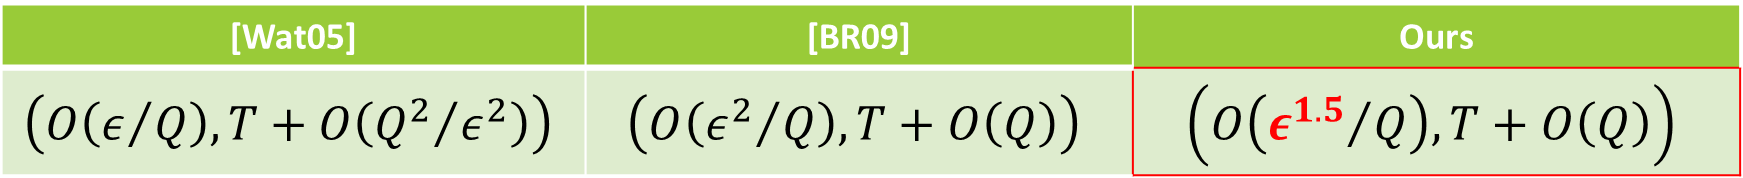 [Wat05] [BR09] Ours
(O(ϵ/Q), T + O(Q²/ϵ²)) (O(ϵ²/Q), T + O(Q)) (O(ϵ^1.5/Q), T + O(Q))